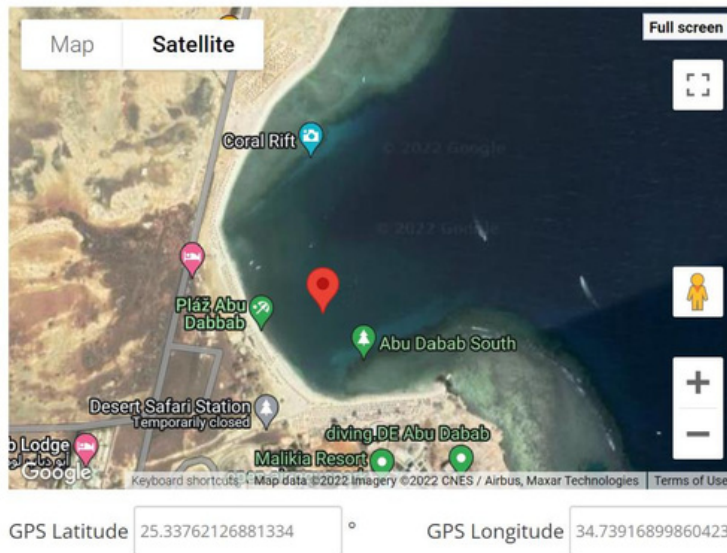 Map Satellite
Full screen
Coral Rift
© 2022 Google
© 2022 Google
Pláž Abu
Dabbab
Abu Dabab South
Desert Safari Station
Temporarily closed
diving.DE Abu Dabab
b Lodge
Malikia Resort
Google
Keyboard shortcuts Map data ©2022 Imagery ©2022 CNES / Airbus, Maxar Technologies Terms of Use
GPS Latitude 25.33762126881334 ° GPS Longitude 34.73916899860423